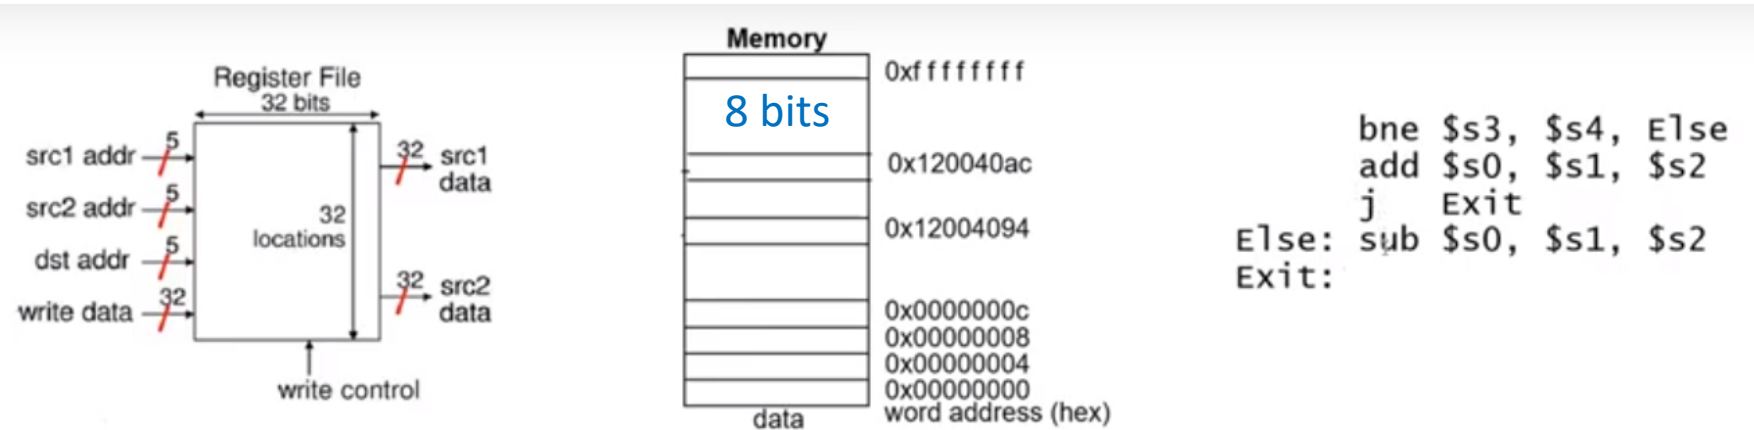 Register File
32 bits
src1 addr
5
src2 addr
5
dst addr
5
write data
32
32
locations
32
src1
data
32
src2
data
write control
Memory
8 bits
0xffffffff
0x120040ac
0x12004094
0x0000000c
0x00000008
0x00000004
0x00000000
data
word address (hex)
bne $s3, $s4, Else
add $s0, $s1, $s2
j Exit
Else: sub $s0, $s1, $s2
Exit: